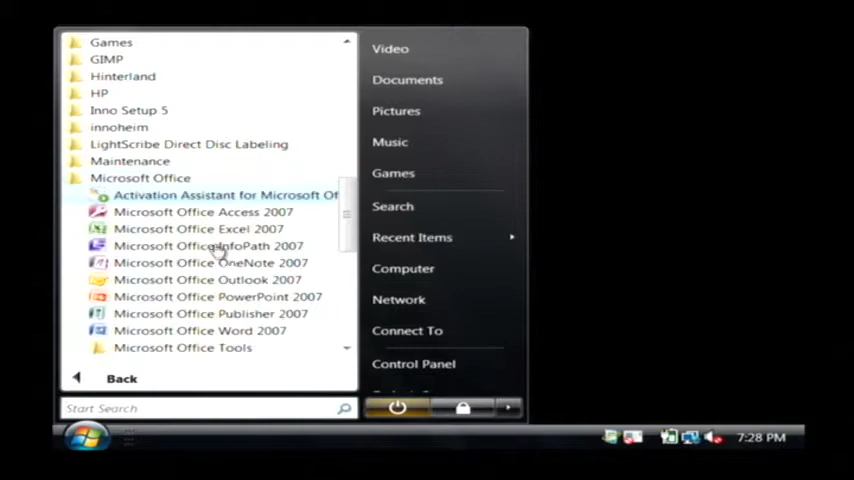 Games
GIMP
Hinterland
HP
Inno Setup 5
innoheim
LightScribe Direct Disc Labeling
Maintenance
Microsoft Office
Activation Assistant for Microsoft Of
Microsoft Office Access 2007
Microsoft Office Excel 2007
Microsoft Office InfoPath 2007
Microsoft Office OneNote 2007
Microsoft Office Outlook 2007
Microsoft Office PowerPoint 2007
Microsoft Office Publisher 2007
Microsoft Office Word 2007
Microsoft Office Tools
Back
Start Search
Video
Documents
Pictures
Music
Games
Search
Recent Items
Computer
Network
Connect To
Control Panel
7:28 PM